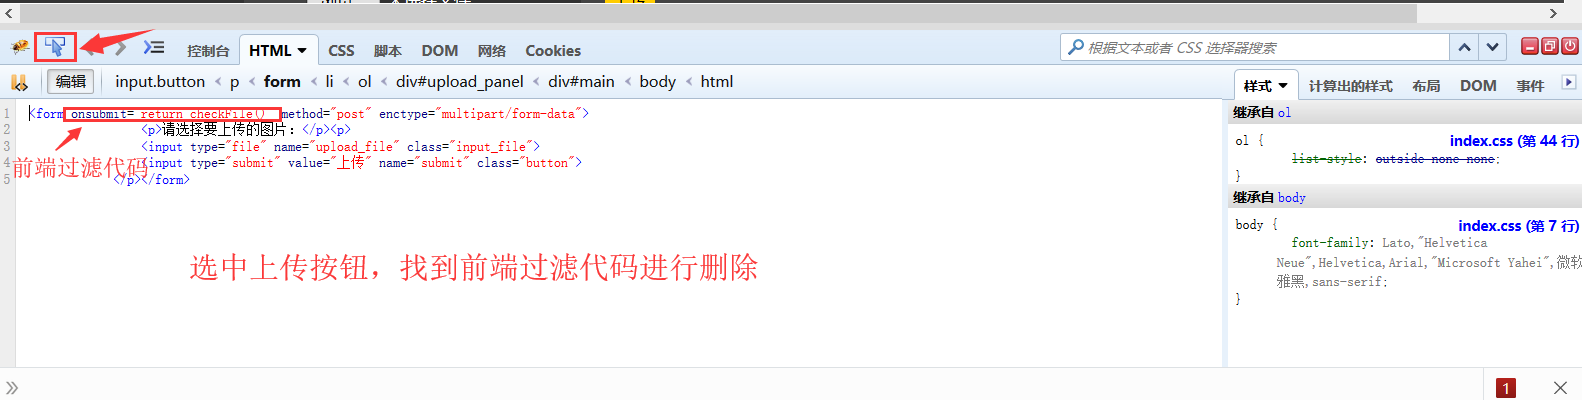 控制台 HTML CSS 脚本 DOM 网络 Cookies 根据文本或者 CSS 选择器搜索
编辑 input.button < p < form < li < ol < div#upload_panel < div#main < body < html
样式 计算出的样式 布局 DOM 事件
1 <form onsubmit= return checkFile() method="post" enctype="multipart/form-data">
2 <p>请选择要上传的图片：</p><p>
3 <input type="file" name="upload_file" class="input_file">
4 <input type="submit" value="上传" name="submit" class="button">
5 </p></form>
前端过滤代码
选中上传按钮，找到前端过滤代码进行删除
继承自 ol
ol { index.css (第 44 行)
list-style: outside none none;
}
继承自 body
body { index.css (第 7 行)
font-family: Lato,"Helvetica
Neue",Helvetica,Arial,"Microsoft Yahei",微软
雅黑,sans-serif;
}
1